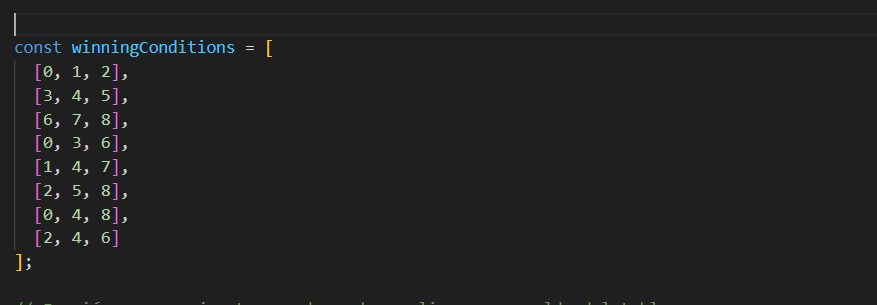 const winningConditions = [
[0, 1, 2],
[3, 4, 5],
[6, 7, 8],
[0, 3, 6],
[1, 4, 7],
[2, 5, 8],
[0, 4, 8],
[2, 4, 6]
];